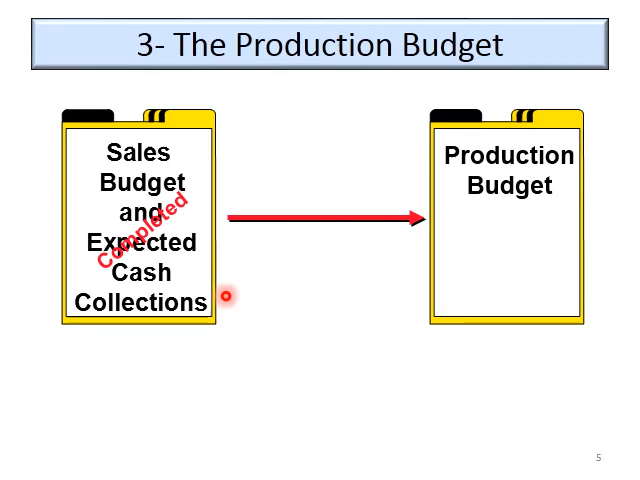 3- The Production Budget
Sales
Budget
and
Expected
Cash
Collections
Completed
Production
Budget
5